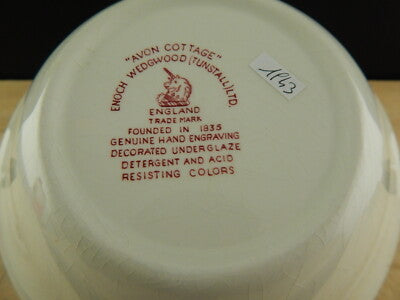 "AVON COTTAGE"
ENOCH WEDGWOOD (TUNSTALL) LTD.
ENGLAND
TRADE MARK
FOUNDED IN 1835
GENUINE HAND ENGRAVING
DECORATED UNDERGLAZE
DETERGENT AND ACID
RESISTING COLORS